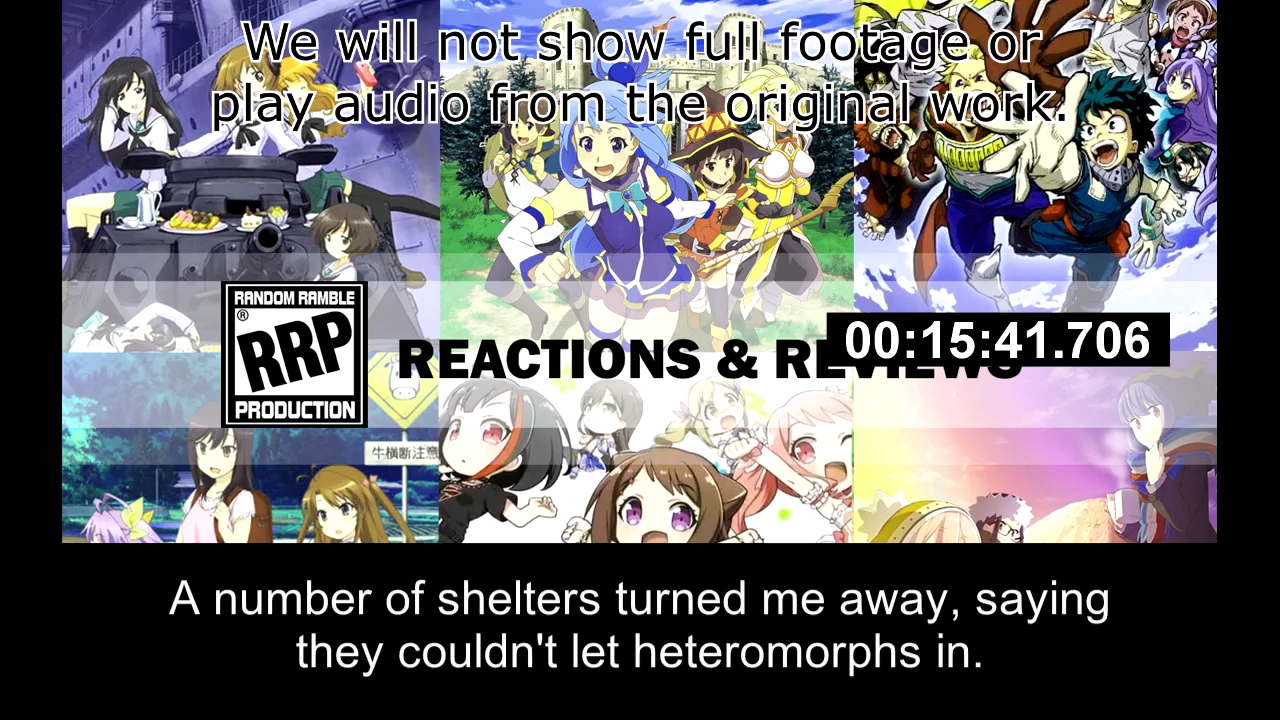 We will not show full footage or
play audio from the original work.
RANDOM RAMBLE
®
RRP
PRODUCTION
REACTIONS & REVIEWS
00:15:41.706
牛横断注意
A number of shelters turned me away, saying
they couldn't let heteromorphs in.